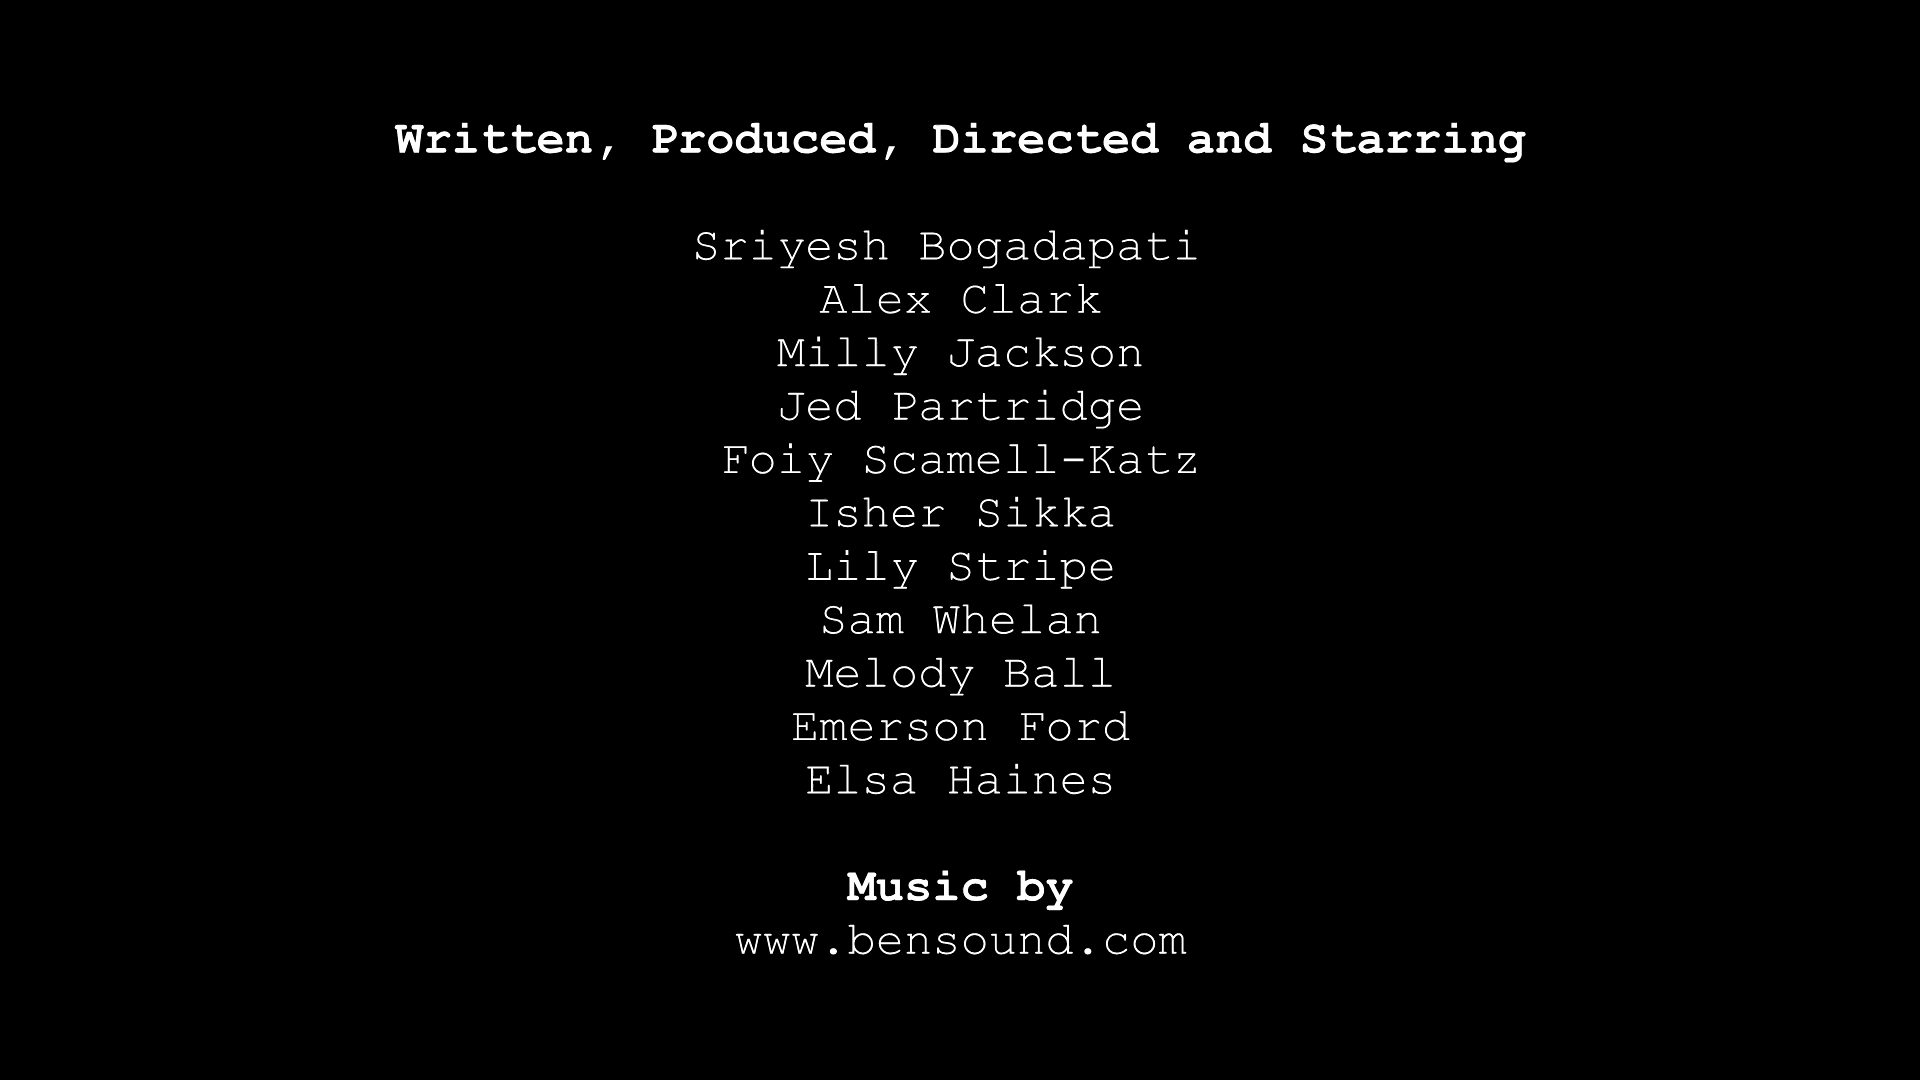 Written, Produced, Directed and Starring
Sriyesh Bogadapati
Alex Clark
Milly Jackson
Jed Partridge
Foiy Scamell-Katz
Isher Sikka
Lily Stripe
Sam Whelan
Melody Ball
Emerson Ford
Elsa Haines
Music by
www.bensound.com